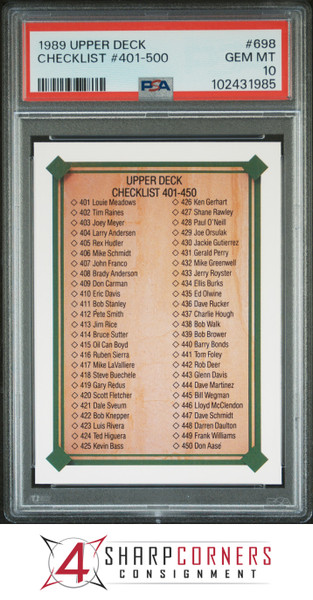 1989 UPPER DECK #698
CHECKLIST #401-500 GEM MT
10
PSA 102431985
UPPER DECK
CHECKLIST 401-450
401 Louie Meadows
402 Tim Raines
403 Joey Meyer
404 Larry Andersen
405 Rex Hudler
406 Mike Schmidt
407 John Franco
408 Brady Anderson
409 Don Carman
410 Eric Davis
411 Bob Stanley
412 Pete Smith
413 Jim Rice
414 Bruce Sutter
415 Oil Can Boyd
416 Ruben Sierra
417 Mike LaValliere
418 Steve Buechele
419 Gary Redus
420 Scott Fletcher
421 Dale Sveum
422 Bob Knepper
423 Luis Rivera
424 Ted Higuera
425 Kevin Bass
426 Ken Gerhart
427 Shane Rawley
428 Paul O'Neill
429 Joe Orsulak
430 Jackie Gutierrez
431 Gerald Perry
432 Mike Greenwell
433 Jerry Royster
434 Ellis Burks
435 Ed Olwine
436 Dave Rucker
437 Charlie Hough
438 Bob Walk
439 Bob Brower
440 Barry Bonds
441 Tom Foley
442 Rob Deer
443 Glenn Davis
444 Dave Martinez
445 Bill Wegman
446 Lloyd McClendon
447 Dave Schmidt
448 Darren Daulton
449 Frank Williams
450 Don Aase
4 SHARPCORNERS
CONSIGNMENT